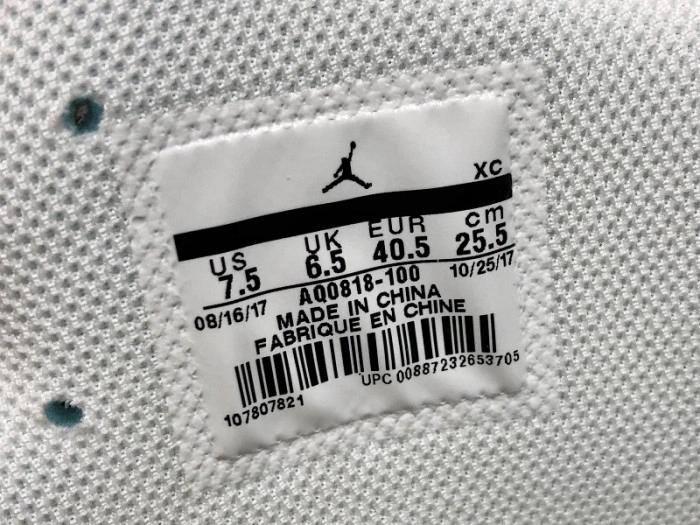 XC
US UK EUR cm
7.5 6.5 40.5 25.5
08/16/17 AQ0818-100 10/25/17
MADE IN CHINA
FABRIQUE EN CHINE
107807821 UPC 00887232653705